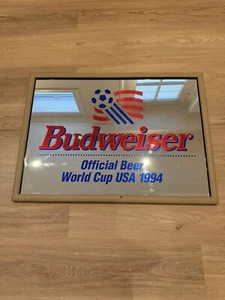 Budweiser
Official Beer
World Cup USA 1994